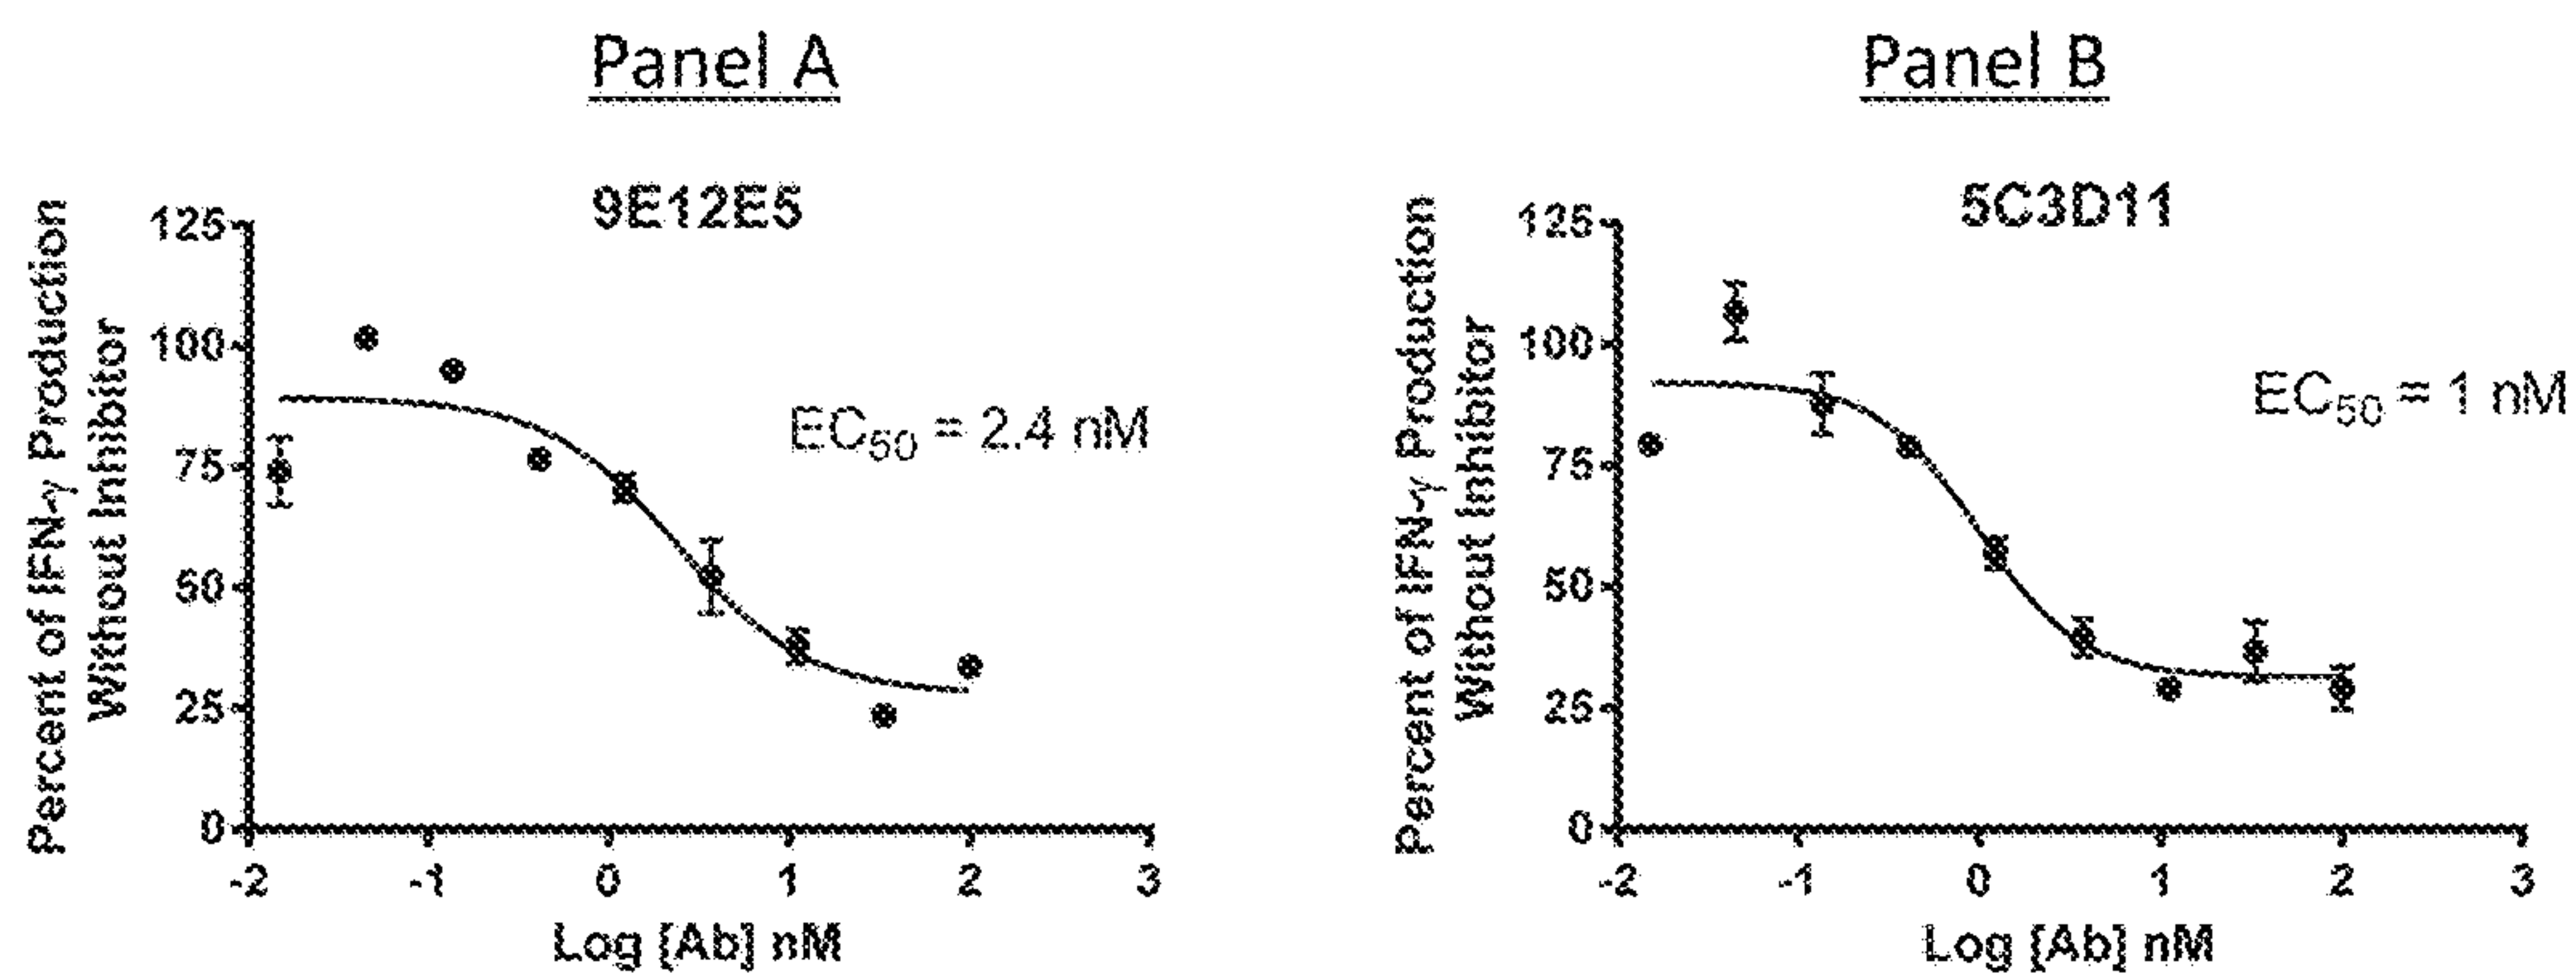 Panel A
9E12E5
Percent of IFN-γ Production
Without Inhibitor
125
100
75
50
25
0
-2 -1 0 1 2 3
Log [Ab] nM
EC50 = 2.4 nM
Panel B
5C3D11
Percent of IFN-γ Production
Without Inhibitor
125
100
75
50
25
0
-2 -1 0 1 2 3
Log [Ab] nM
EC50 = 1 nM